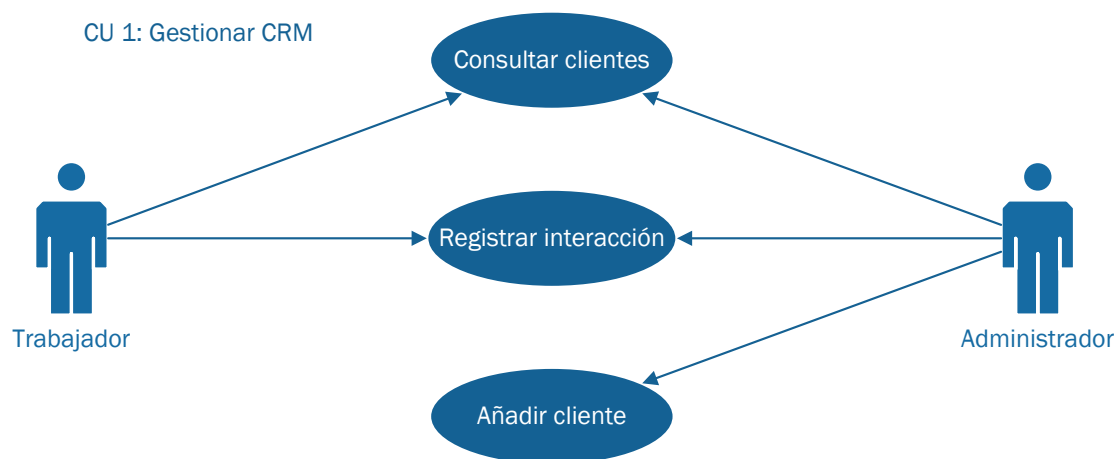 CU 1: Gestionar CRM
Consultar clientes
Registrar interacción
Trabajador
Administrador
Añadir cliente